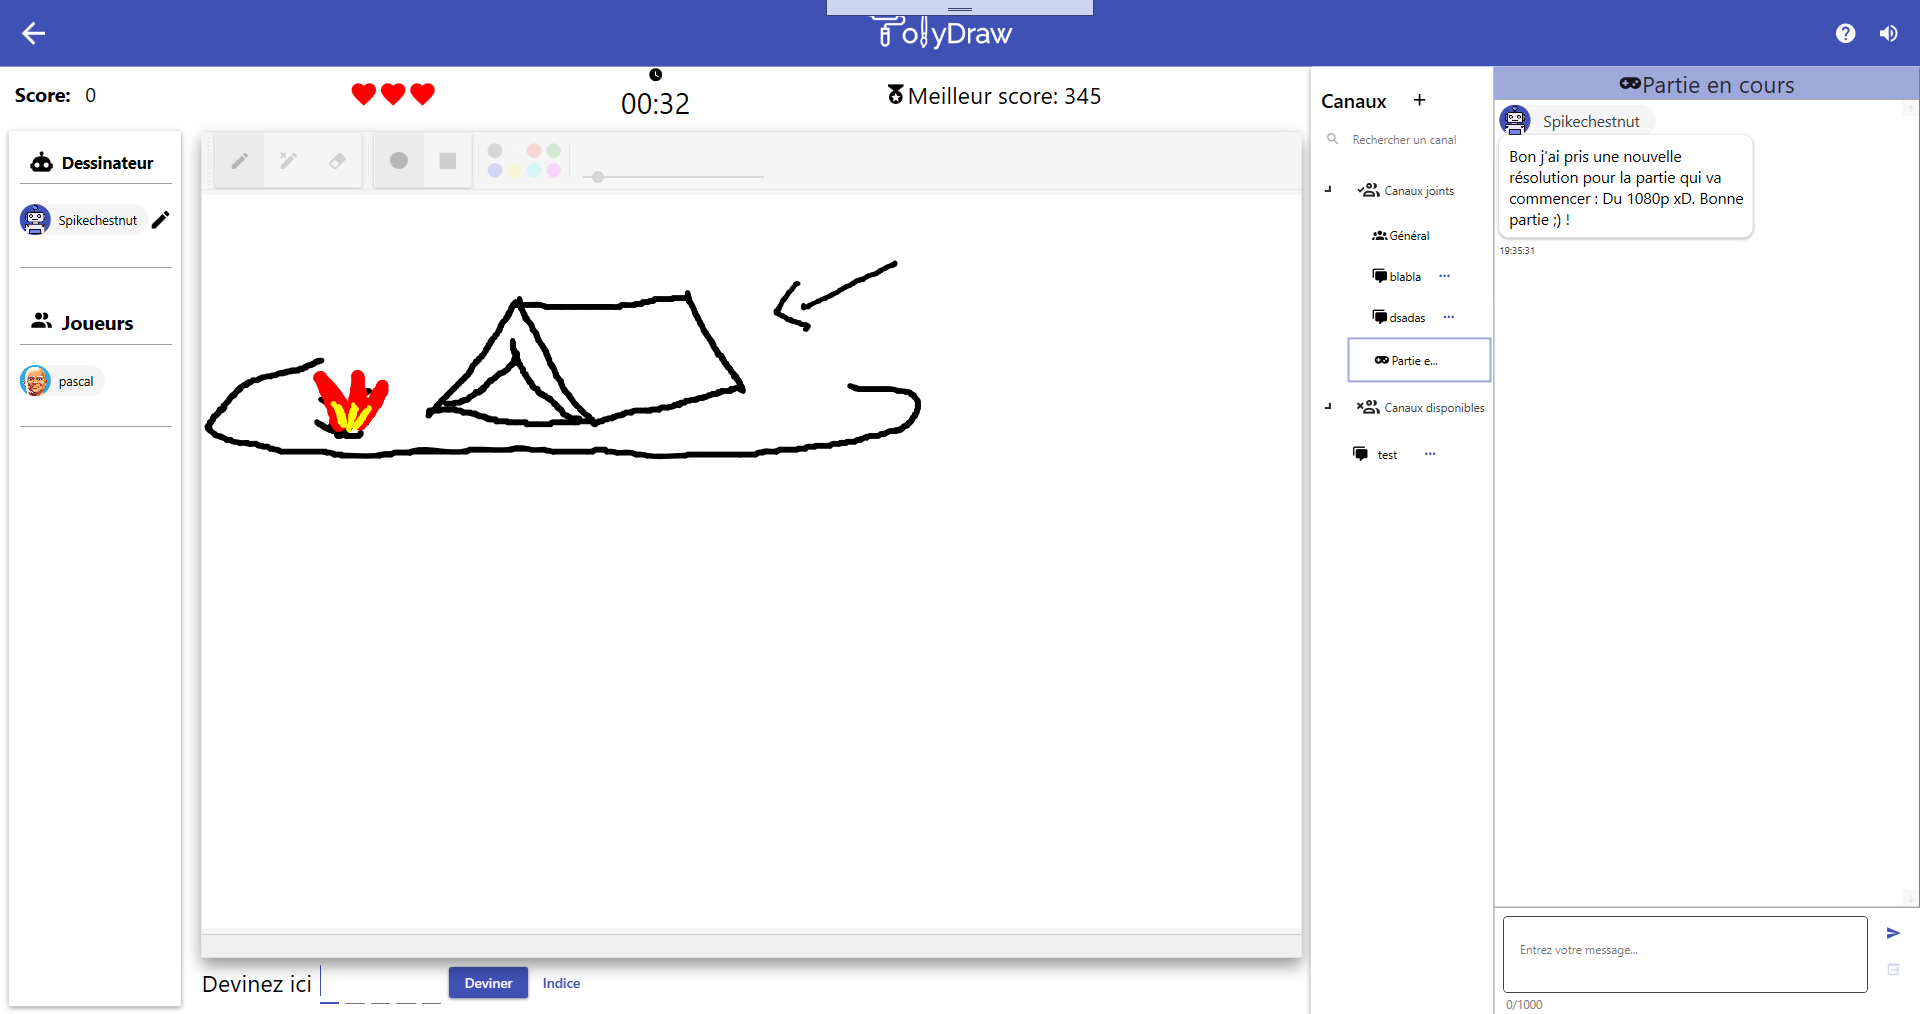 PolyDraw
Score: 0
00:32
Meilleur score: 345
Dessinateur
Spikechestnut
Joueurs
pascal
Devinez ici
Deviner
Indice
Canaux +
Rechercher un canal
Canaux joints
Général
blabla ...
dsadas ...
Partie e...
Canaux disponibles
test ...
Partie en cours
Spikechestnut
Bon j'ai pris une nouvelle
résolution pour la partie qui va
commencer : Du 1080p xD. Bonne
partie ;) !
19:35:31
Entrez votre message...
0/1000